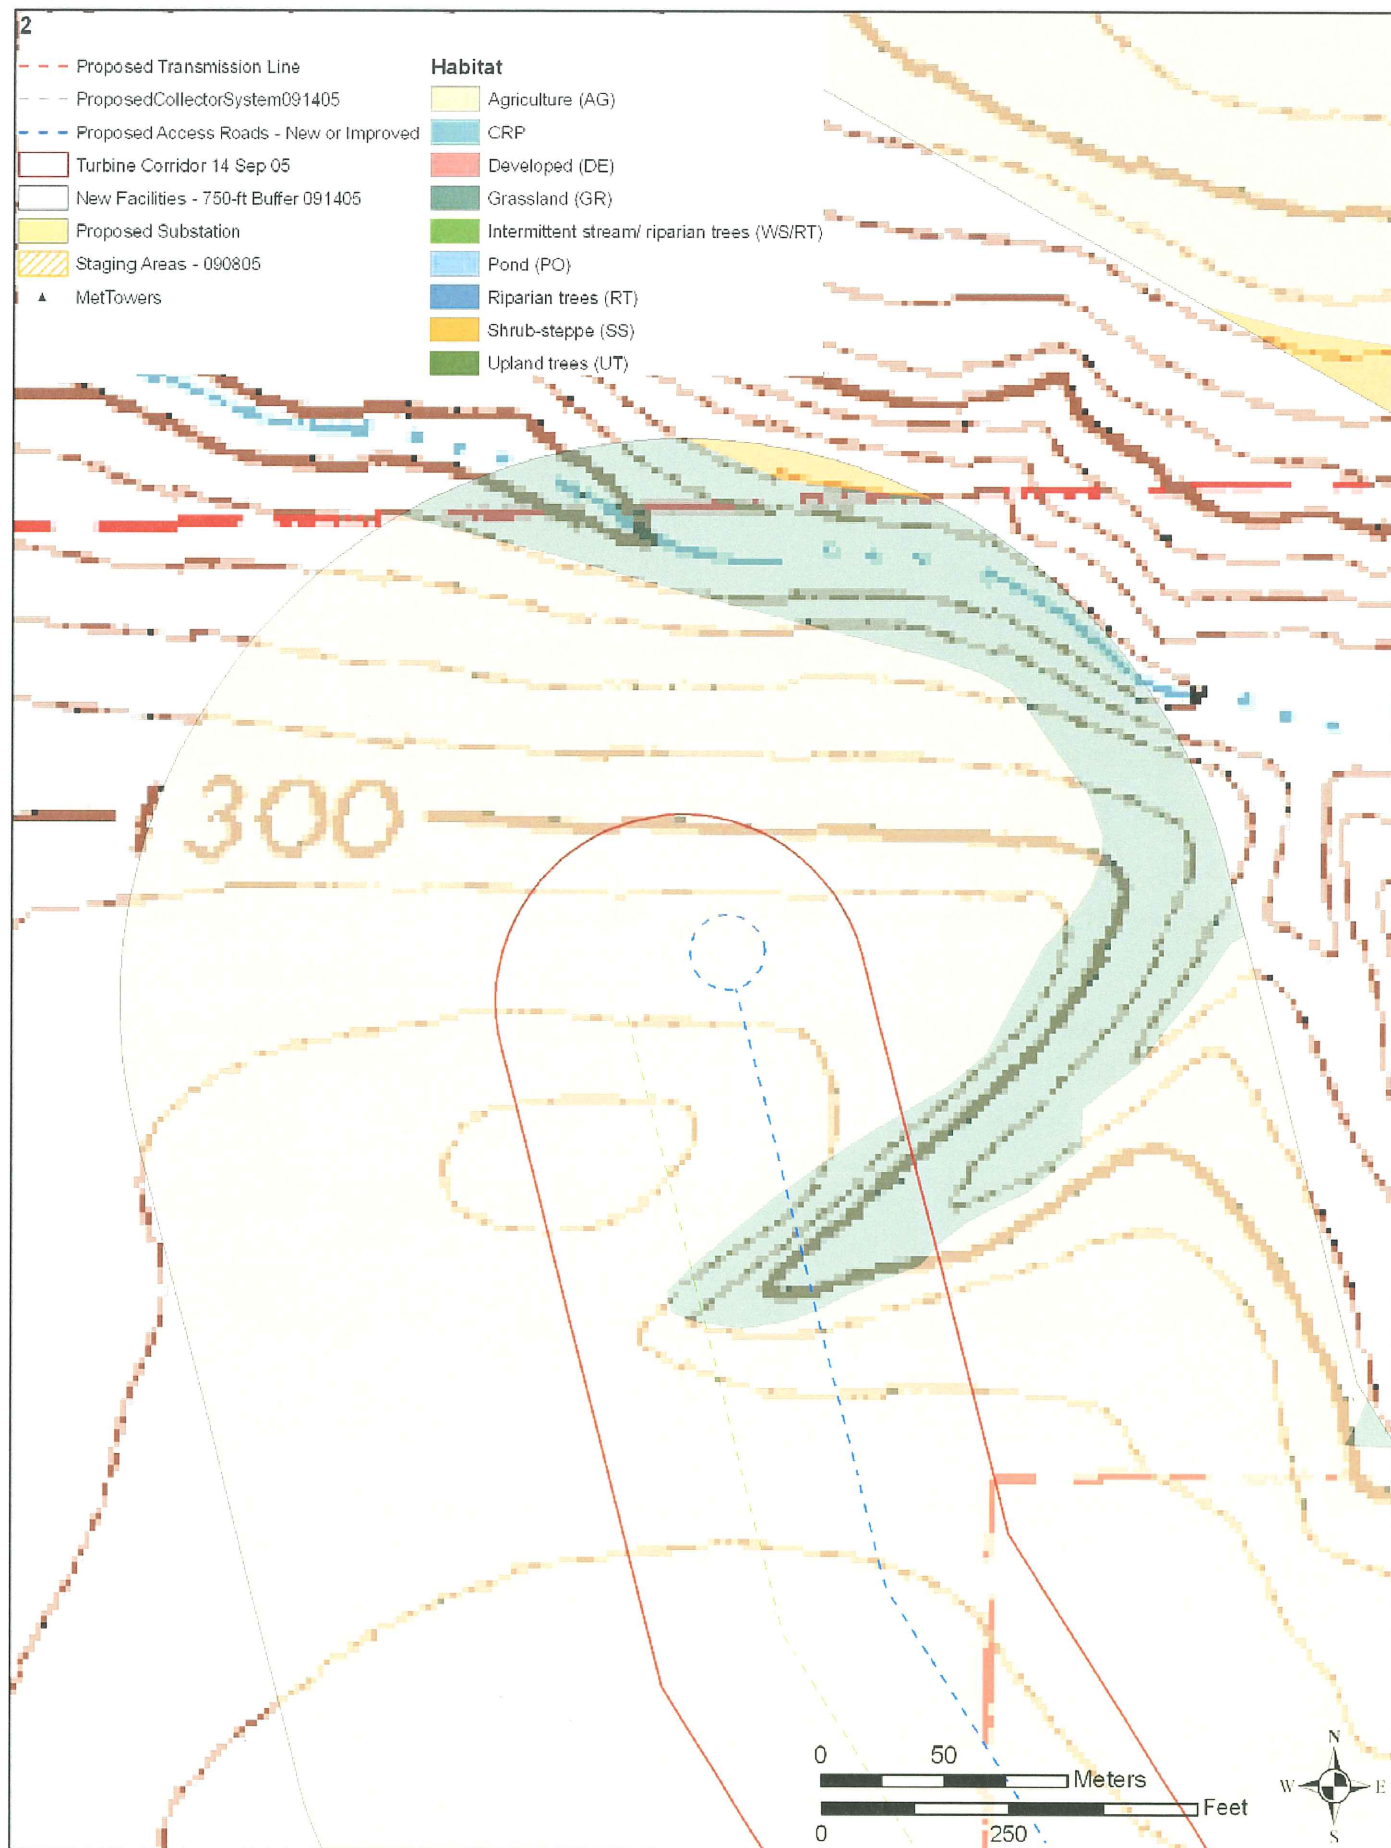 2
Proposed Transmission Line
ProposedCollectorSystem091405
Proposed Access Roads - New or Improved
Turbine Corridor 14 Sep 05
New Facilities - 750-ft Buffer 091405
Proposed Substation
Staging Areas - 090805
MetTowers
Habitat
Agriculture (AG)
CRP
Developed (DE)
Grassland (GR)
Intermittent stream/ riparian trees (WS/RT)
Pond (PO)
Riparian trees (RT)
Shrub-steppe (SS)
Upland trees (UT)
300
0 50
Meters
Feet
0 250
N
W E
S